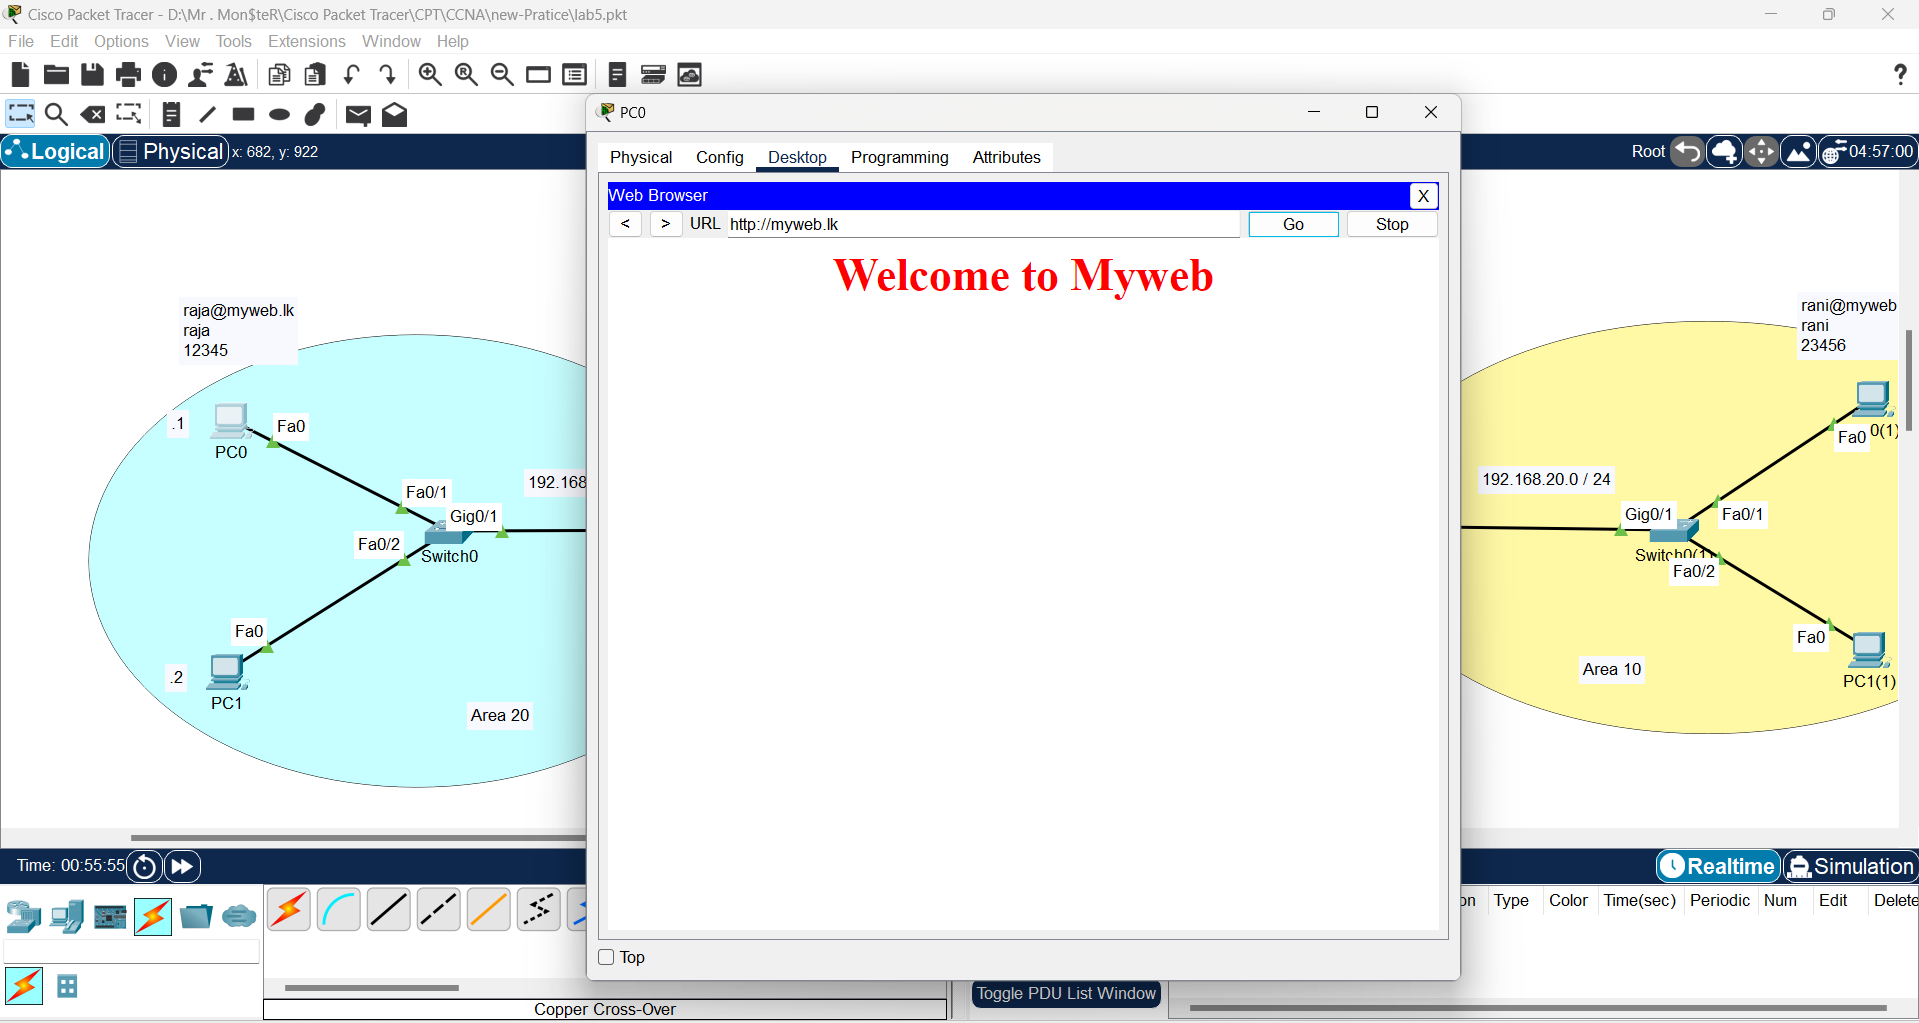 Cisco Packet Tracer - D:\Mr . Mon$teR\Cisco Packet Tracer\CPT\CCNA\new-Pratice\lab5.pkt
File Edit Options View Tools Extensions Window Help
Logical Physical x: 682, y: 922
Root 04:57:00
PC0
Physical Config Desktop Programming Attributes
Web Browser X
< > URL http://myweb.lk Go Stop
Welcome to Myweb
raja@myweb.lk
raja
12345
.1
PC0
Fa0
Fa0/1
Gig0/1
Fa0/2
Switch0
192.168
Fa0
.2
PC1
Area 20
rani@myweb
rani
23456
Fa0
0(1)
192.168.20.0 / 24
Gig0/1
Fa0/1
Switch0(1)
Fa0/2
Fa0
Area 10
PC1(1)
Top
Time: 00:55:55
Realtime Simulation
on Type Color Time(sec) Periodic Num Edit Delete
Copper Cross-Over
Toggle PDU List Window